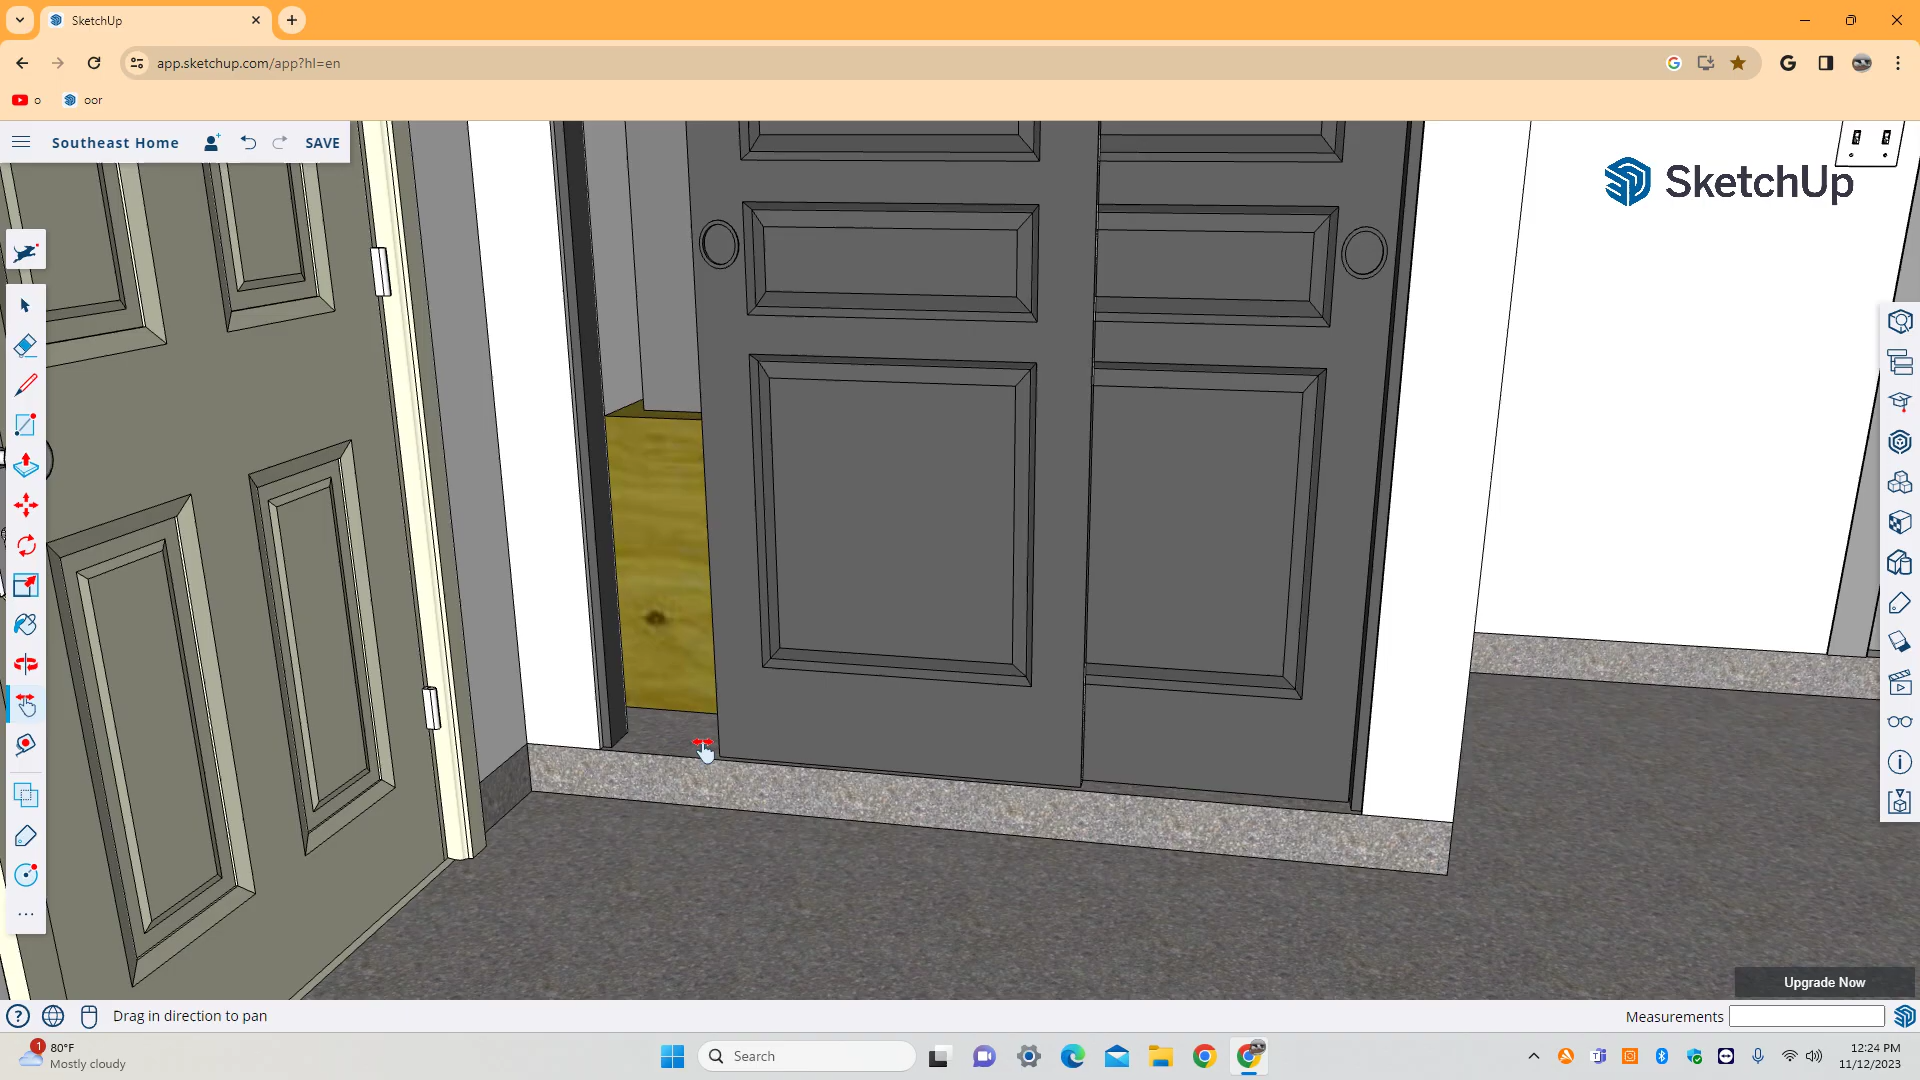 SketchUp
app.sketchup.com/app?hl=en
o
oor
Southeast Home
SAVE
SketchUp
Upgrade Now
Drag in direction to pan
Measurements
1
80°F
Mostly cloudy
Search
12:24 PM
11/12/2023